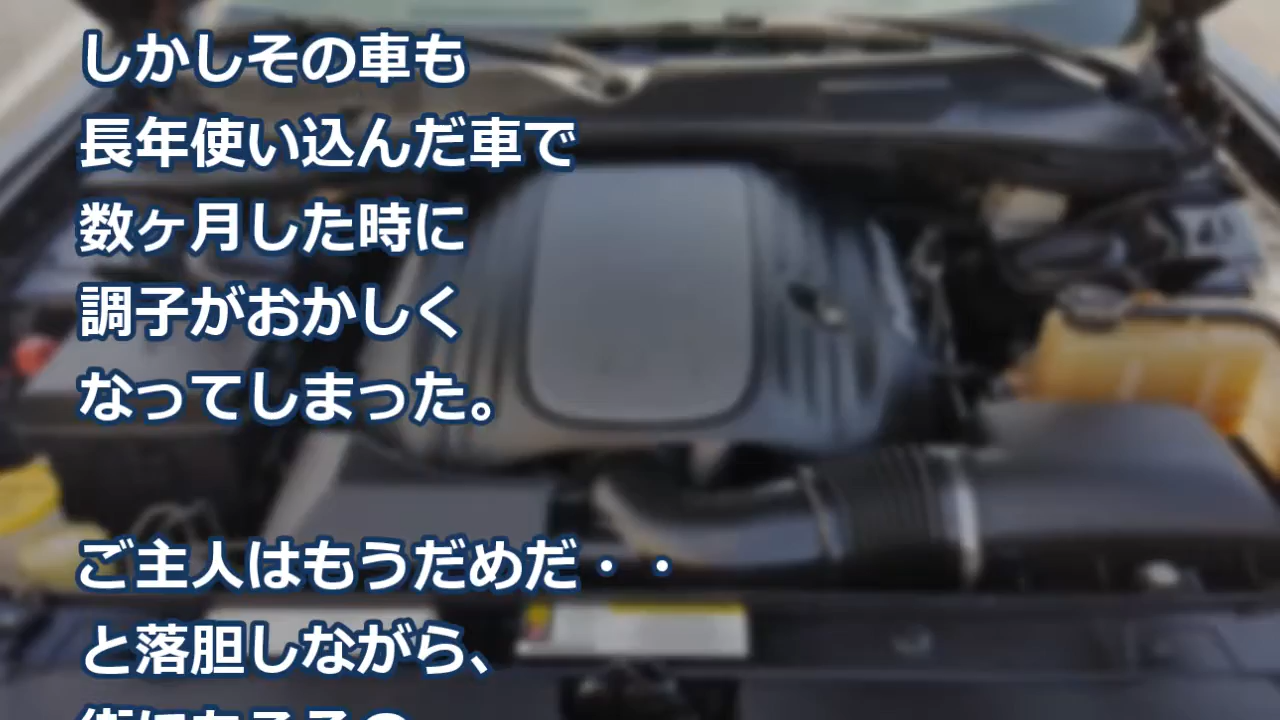 しかしその車も
長年使い込んだ車で
数ヶ月した時に
調子がおかしく
なってしまった。
ご主人はもうだめだ・・
と落胆しながら、